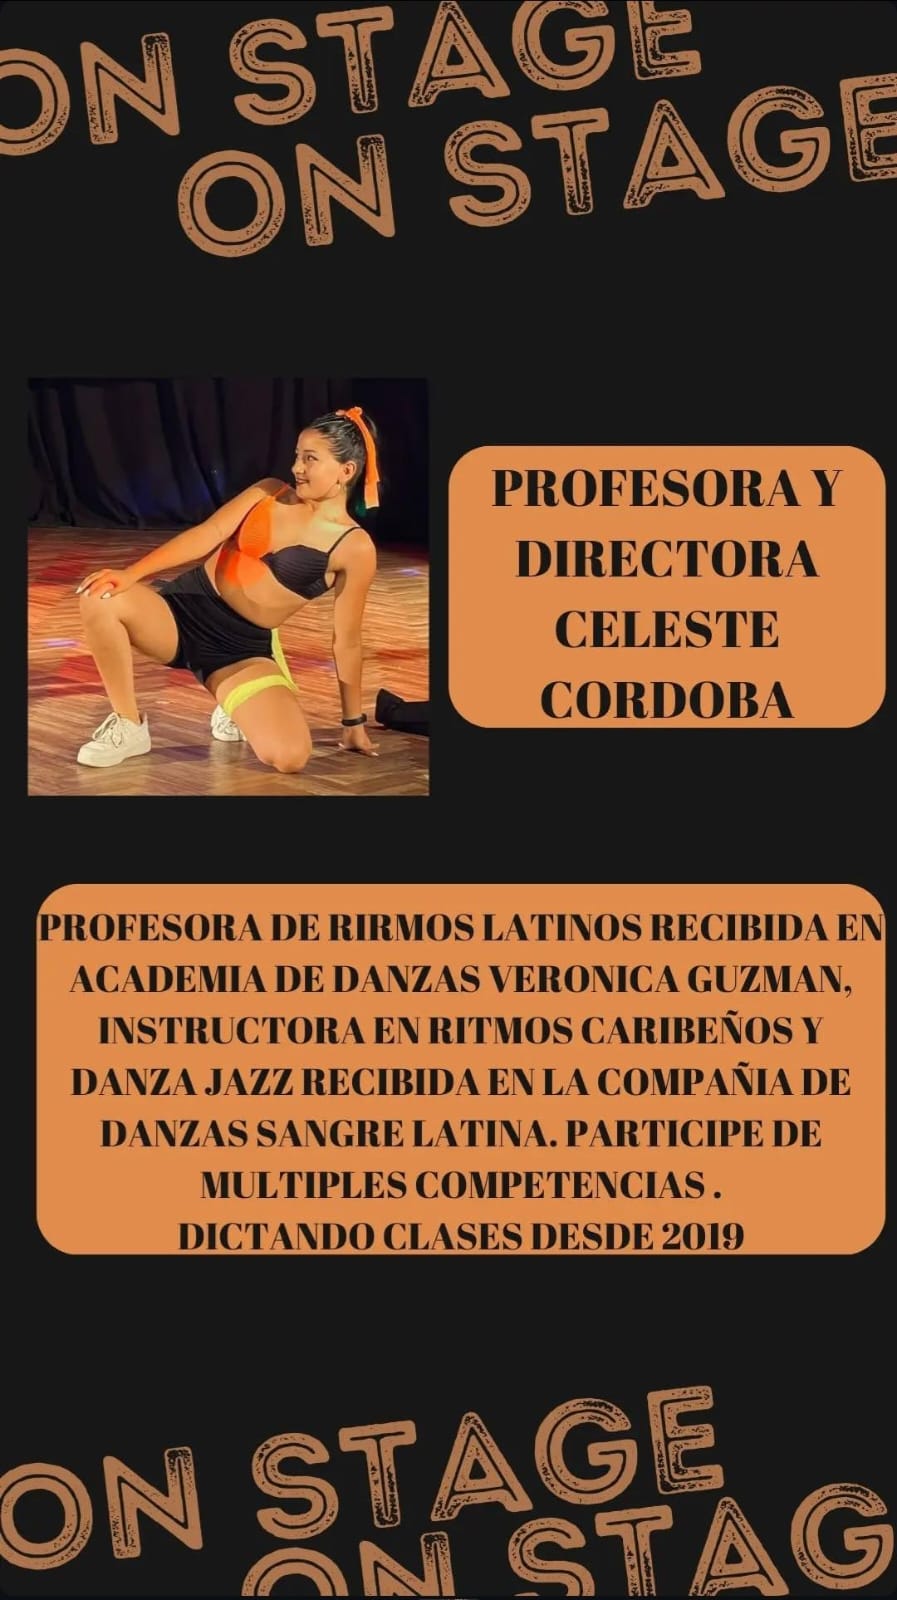 ON STAGE
ON STAGE
PROFESORA Y
DIRECTORA
CELESTE
CORDOBA
PROFESORA DE RIRMOS LATINOS RECIBIDA EN
ACADEMIA DE DANZAS VERONICA GUZMAN,
INSTRUCTORA EN RITMOS CARIBEÑOS Y
DANZA JAZZ RECIBIDA EN LA COMPAÑIA DE
DANZAS SANGRE LATINA. PARTICIPE DE
MULTIPLES COMPETENCIAS .
DICTANDO CLASES DESDE 2019
ON STAGE
ON STAG